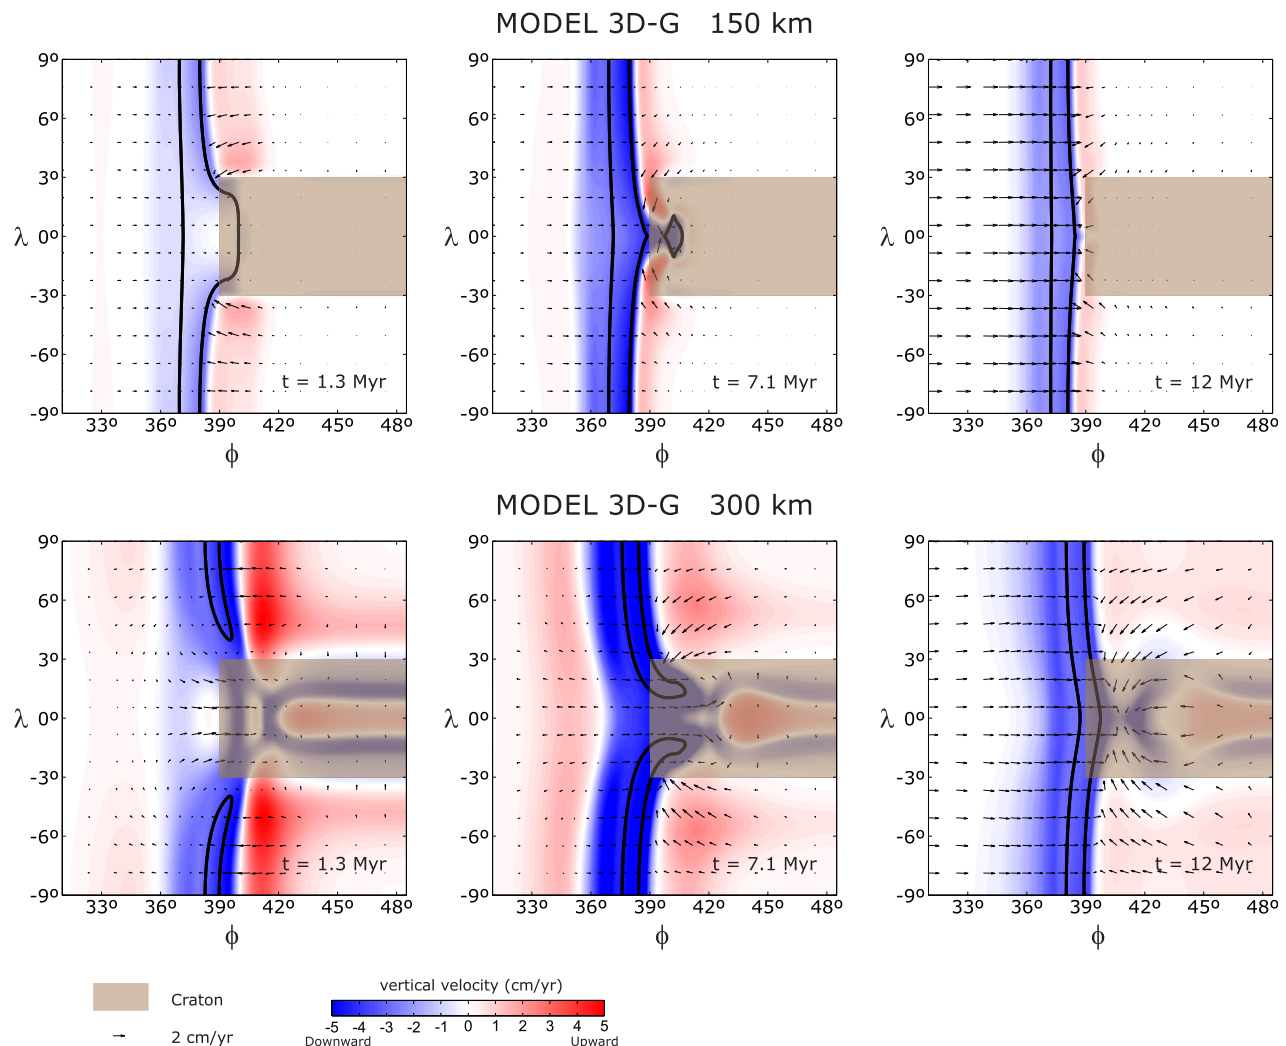 MODEL 3D-G 150 km
9º
6º
3º
λ 0º
-3º
-6º
-9º
t = 1.3 Myr
33º 36º 39º 42º 45º 48º
ϕ
9º
6º
3º
λ 0º
-3º
-6º
-9º
t = 7.1 Myr
33º 36º 39º 42º 45º 48º
ϕ
9º
6º
3º
λ 0º
-3º
-6º
-9º
t = 12 Myr
33º 36º 39º 42º 45º 48º
ϕ
MODEL 3D-G 300 km
9º
6º
3º
λ 0º
-3º
-6º
-9º
t = 1.3 Myr
33º 36º 39º 42º 45º 48º
ϕ
9º
6º
3º
λ 0º
-3º
-6º
-9º
t = 7.1 Myr
33º 36º 39º 42º 45º 48º
ϕ
9º
6º
3º
λ 0º
-3º
-6º
-9º
t = 12 Myr
33º 36º 39º 42º 45º 48º
ϕ
Craton
2 cm/yr
vertical velocity (cm/yr)
-5 -4 -3 -2 -1 0 1 2 3 4 5
Downward Upward